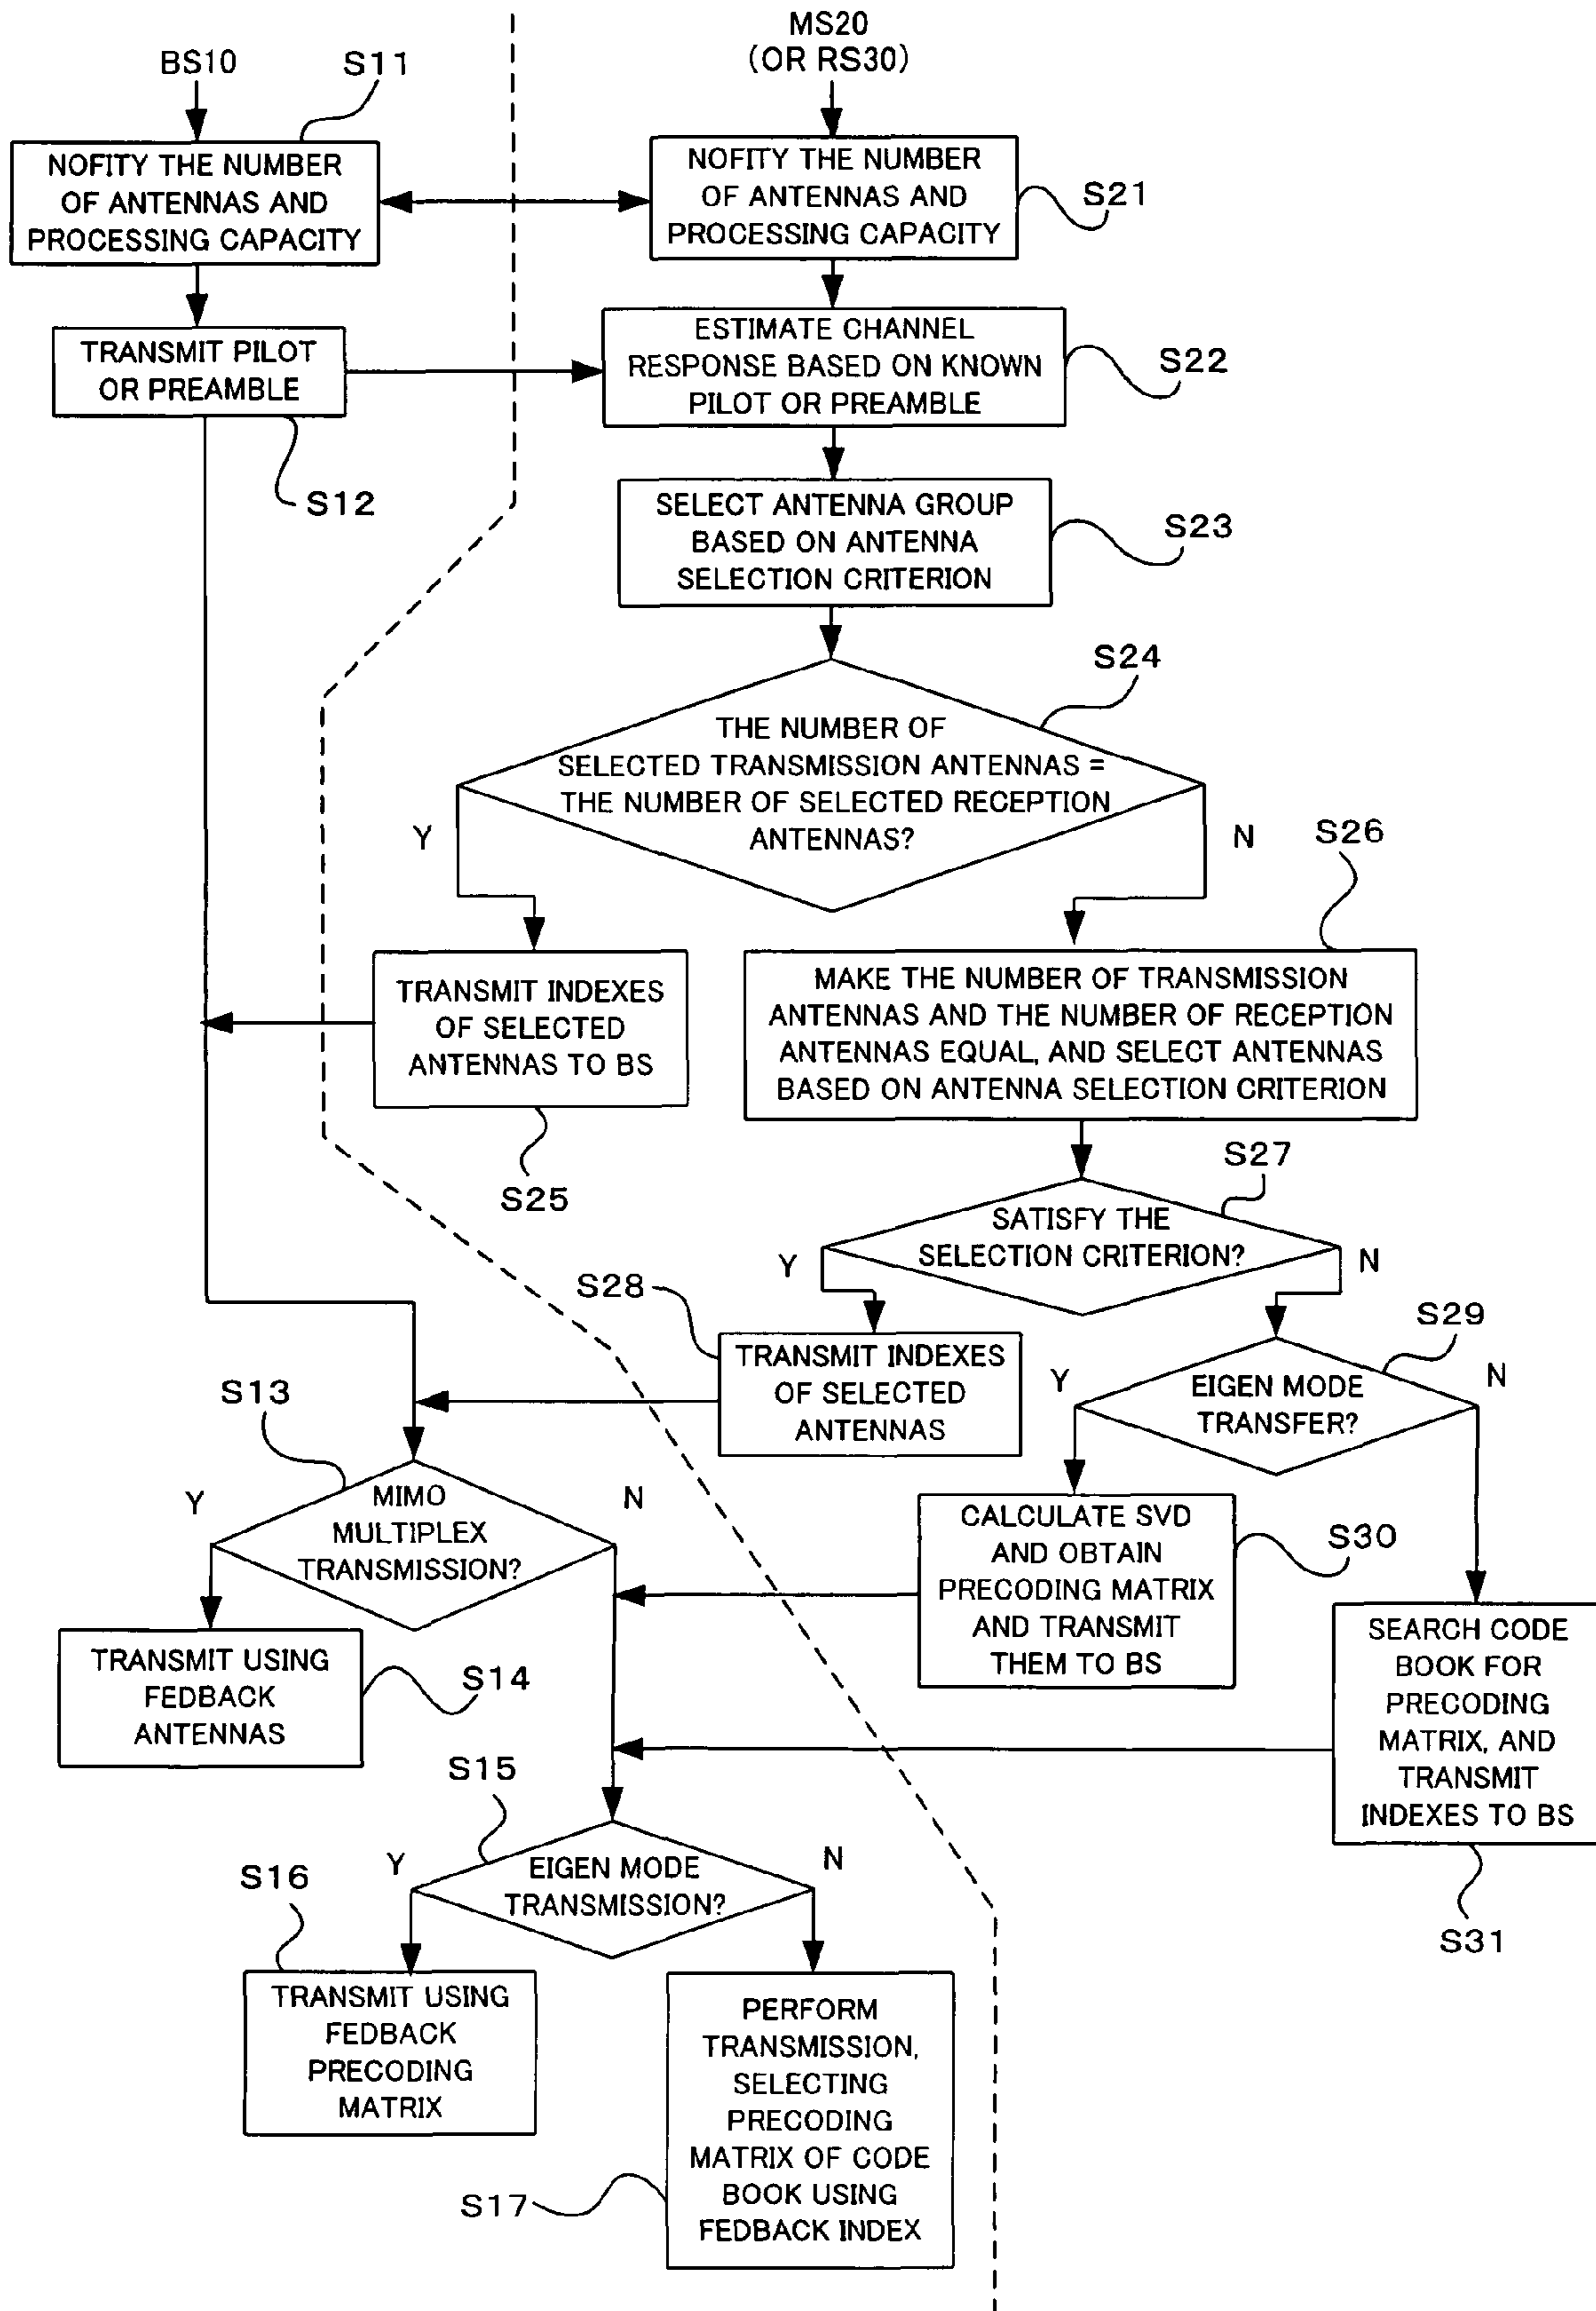 BS10
S11
MS20
(OR RS30)
NOFITY THE NUMBER
OF ANTENNAS AND
PROCESSING CAPACITY
NOFITY THE NUMBER
OF ANTENNAS AND
PROCESSING CAPACITY
S21
TRANSMIT PILOT
OR PREAMBLE
S12
ESTIMATE CHANNEL
RESPONSE BASED ON KNOWN
PILOT OR PREAMBLE
S22
SELECT ANTENNA GROUP
BASED ON ANTENNA
SELECTION CRITERION
S23
S24
THE NUMBER OF
SELECTED TRANSMISSION ANTENNAS =
THE NUMBER OF SELECTED RECEPTION
ANTENNAS?
Y
N
S26
TRANSMIT INDEXES
OF SELECTED
ANTENNAS TO BS
S25
MAKE THE NUMBER OF TRANSMISSION
ANTENNAS AND THE NUMBER OF RECEPTION
ANTENNAS EQUAL, AND SELECT ANTENNAS
BASED ON ANTENNA SELECTION CRITERION
S27
SATISFY THE
SELECTION CRITERION?
Y
N
S28
TRANSMIT INDEXES
OF SELECTED
ANTENNAS
S29
EIGEN MODE
TRANSFER?
Y
N
S13
MIMO
MULTIPLEX
TRANSMISSION?
Y
N
CALCULATE SVD
AND OBTAIN
PRECODING MATRIX
AND TRANSMIT
THEM TO BS
S30
TRANSMIT USING
FEDBACK
ANTENNAS
S14
SEARCH CODE
BOOK FOR
PRECODING
MATRIX, AND
TRANSMIT
INDEXES TO BS
S31
S15
EIGEN MODE
TRANSMISSION?
Y
N
S16
TRANSMIT USING
FEDBACK
PRECODING
MATRIX
PERFORM
TRANSMISSION,
SELECTING
PRECODING
MATRIX OF CODE
BOOK USING
FEDBACK INDEX
S17